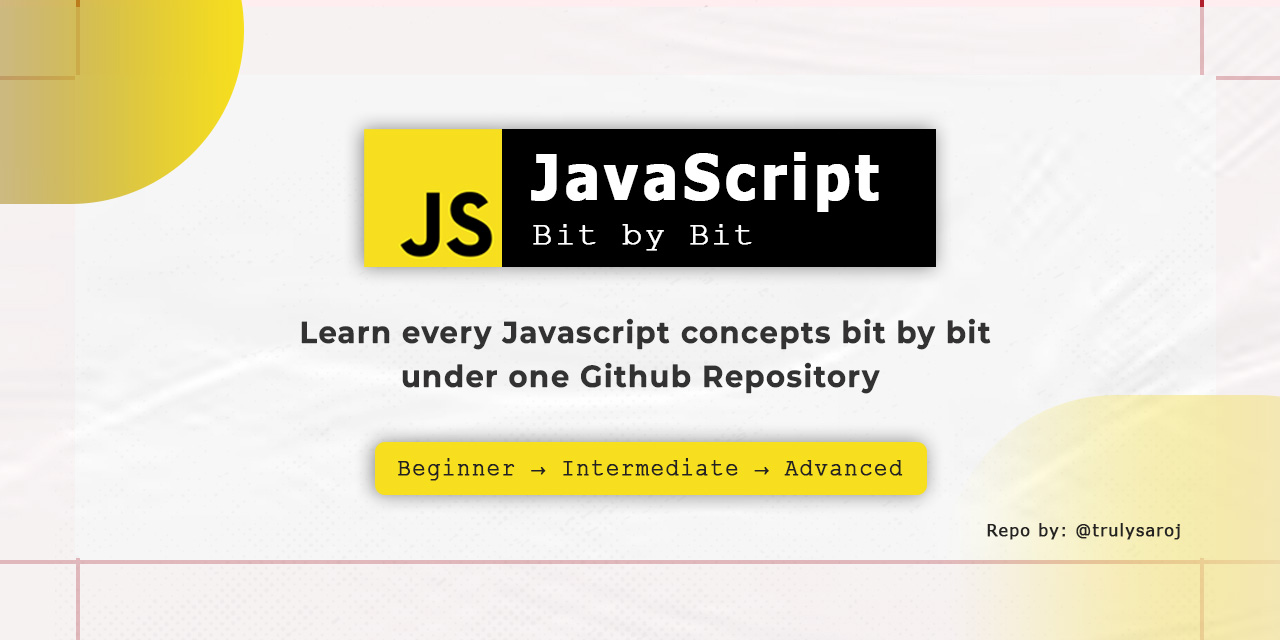 JS
JavaScript
Bit by Bit
Learn every Javascript concepts bit by bit
under one Github Repository
Beginner → Intermediate → Advanced
Repo by: @trulysaroj